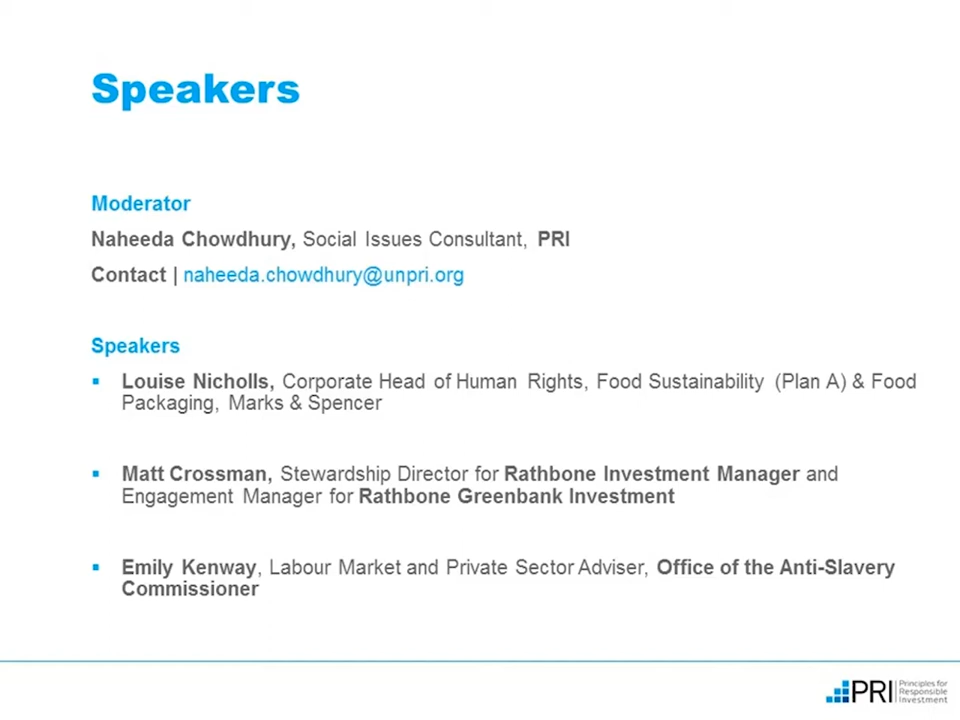 Speakers
Moderator
Naheeda Chowdhury, Social Issues Consultant, PRI
Contact | naheeda.chowdhury@unpri.org
Speakers
▪ Louise Nicholls, Corporate Head of Human Rights, Food Sustainability (Plan A) & Food
Packaging, Marks & Spencer
▪ Matt Crossman, Stewardship Director for Rathbone Investment Manager and
Engagement Manager for Rathbone Greenbank Investment
▪ Emily Kenway, Labour Market and Private Sector Adviser, Office of the Anti-Slavery
Commissioner
PRI
Principles for
Responsible
Investment